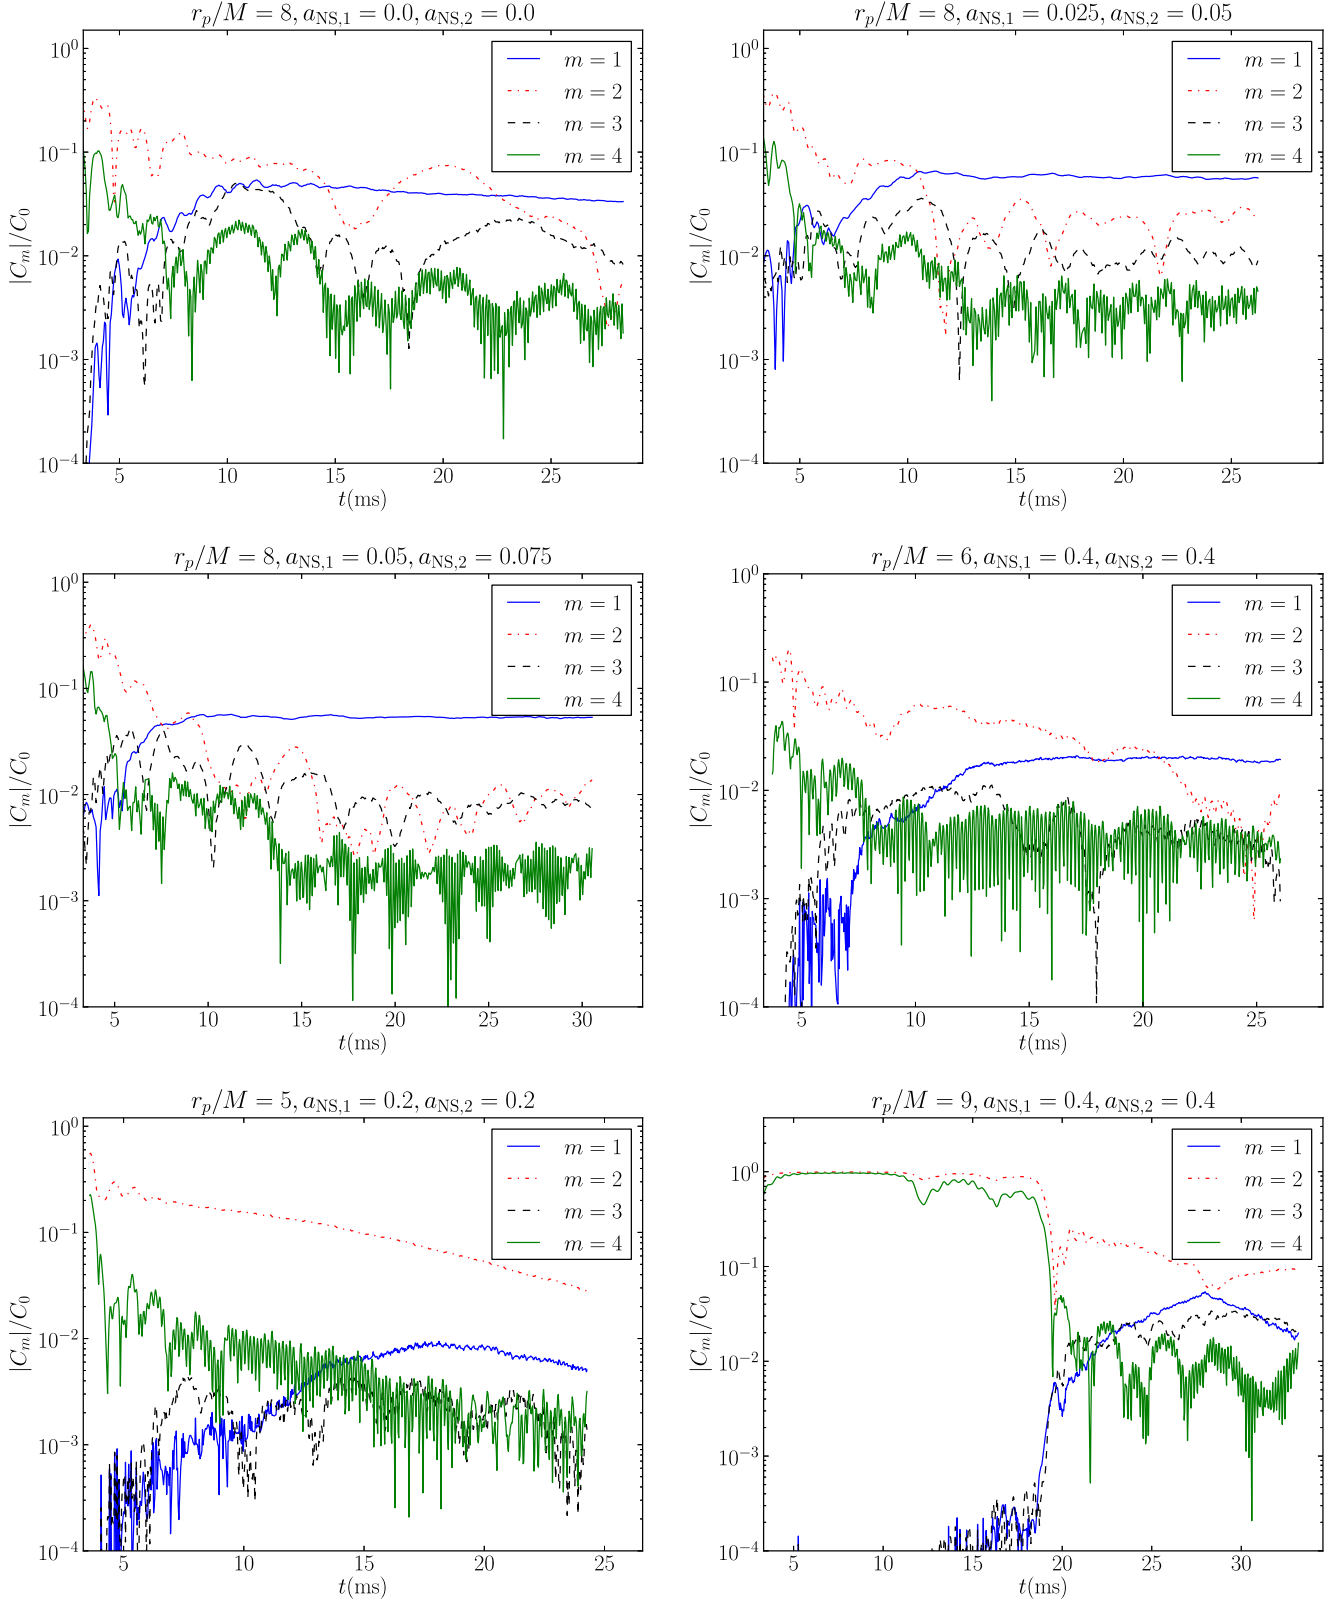 r_p/M = 8, a_NS,1 = 0.0, a_NS,2 = 0.0
|C_m|/C_0
10^0
10^−1
10^−2
10^−3
10^−4
m = 1
m = 2
m = 3
m = 4
5 10 15 20 25
t(ms)
r_p/M = 8, a_NS,1 = 0.025, a_NS,2 = 0.05
|C_m|/C_0
10^0
10^−1
10^−2
10^−3
10^−4
m = 1
m = 2
m = 3
m = 4
5 10 15 20 25
t(ms)
r_p/M = 8, a_NS,1 = 0.05, a_NS,2 = 0.075
|C_m|/C_0
10^0
10^−1
10^−2
10^−3
10^−4
m = 1
m = 2
m = 3
m = 4
5 10 15 20 25 30
t(ms)
r_p/M = 6, a_NS,1 = 0.4, a_NS,2 = 0.4
|C_m|/C_0
10^0
10^−1
10^−2
10^−3
10^−4
m = 1
m = 2
m = 3
m = 4
5 10 15 20 25
t(ms)
r_p/M = 5, a_NS,1 = 0.2, a_NS,2 = 0.2
|C_m|/C_0
10^0
10^−1
10^−2
10^−3
10^−4
m = 1
m = 2
m = 3
m = 4
5 10 15 20 25
t(ms)
r_p/M = 9, a_NS,1 = 0.4, a_NS,2 = 0.4
|C_m|/C_0
10^0
10^−1
10^−2
10^−3
10^−4
m = 1
m = 2
m = 3
m = 4
5 10 15 20 25 30
t(ms)